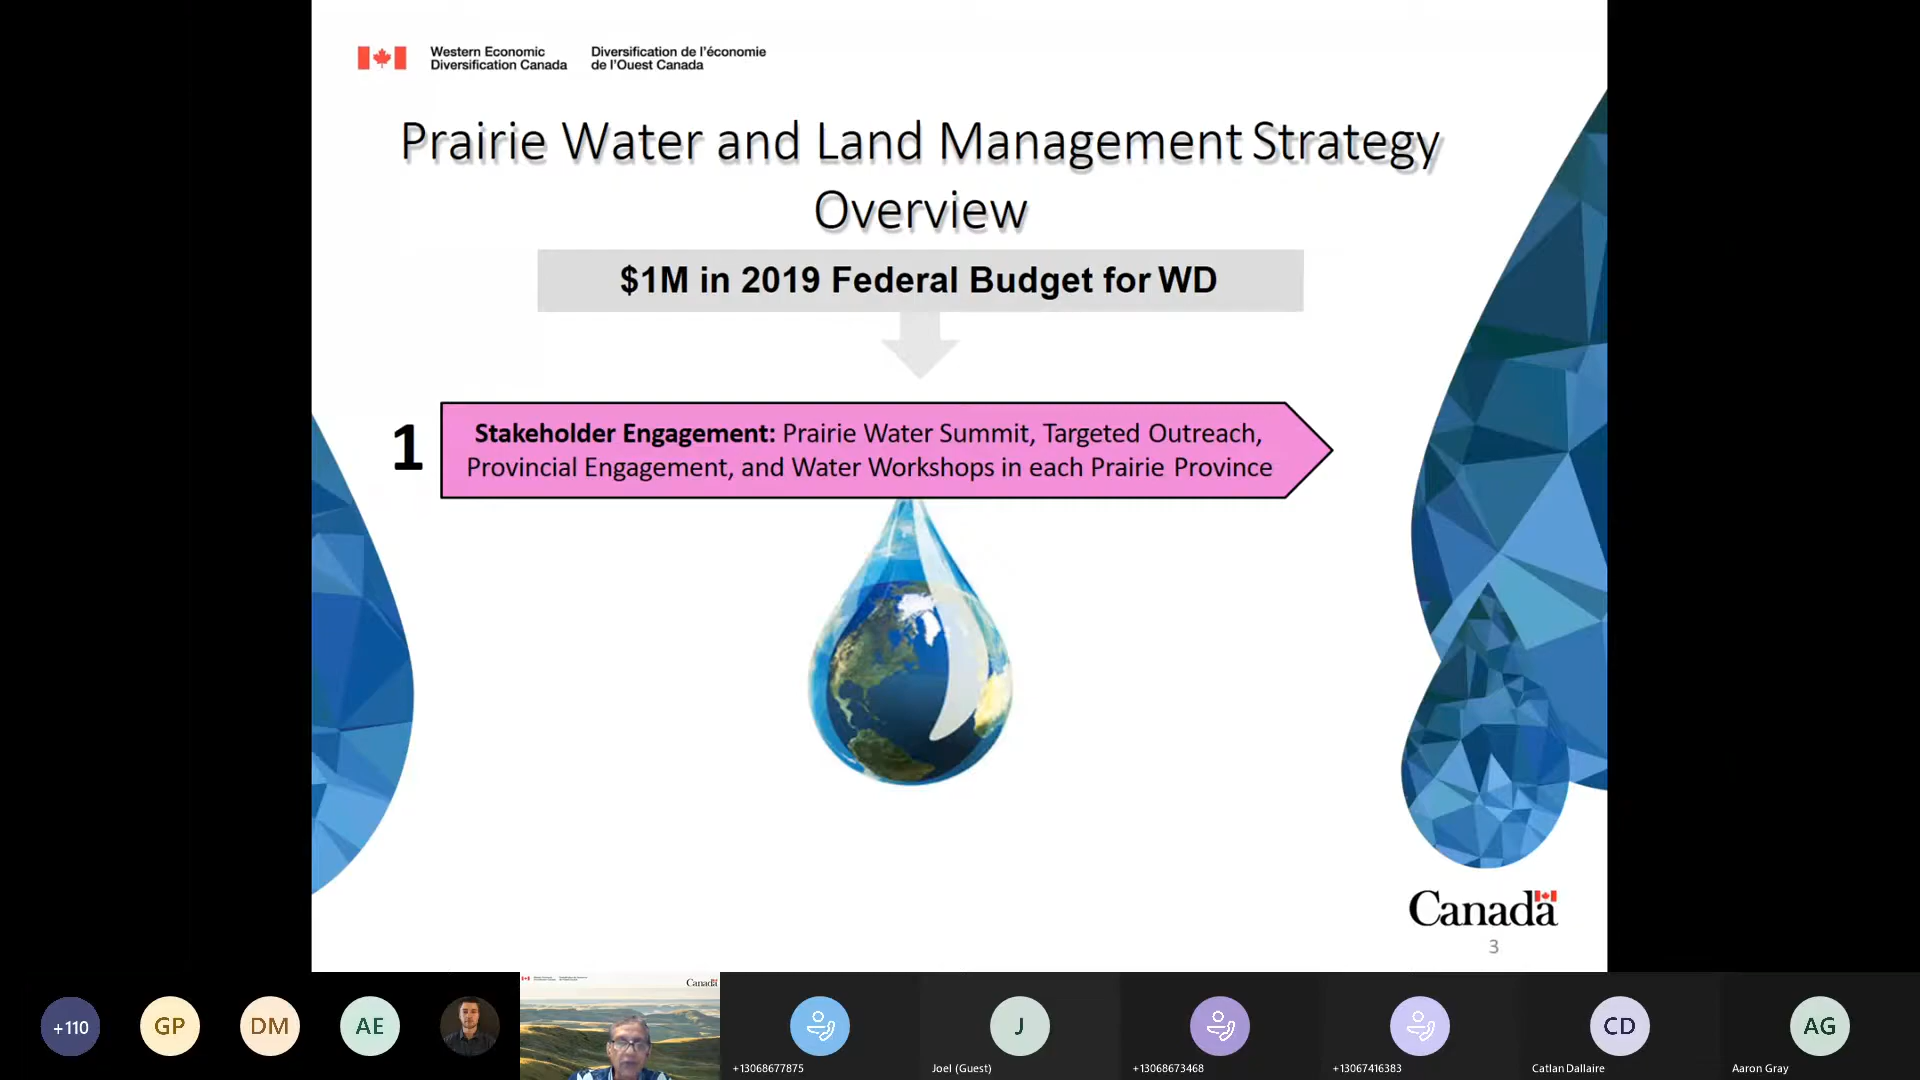 Western Economic
Diversification Canada
Diversification de l'économie
de l'Ouest Canada
Prairie Water and Land Management Strategy
Overview
$1M in 2019 Federal Budget for WD
1
Stakeholder Engagement: Prairie Water Summit, Targeted Outreach,
Provincial Engagement, and Water Workshops in each Prairie Province
Canada
3
+110
GP
DM
AE
Canada
J
CD
AG
+13068677875
Joel (Guest)
+13068673468
+13067416383
Catlan Dallaire
Aaron Gray